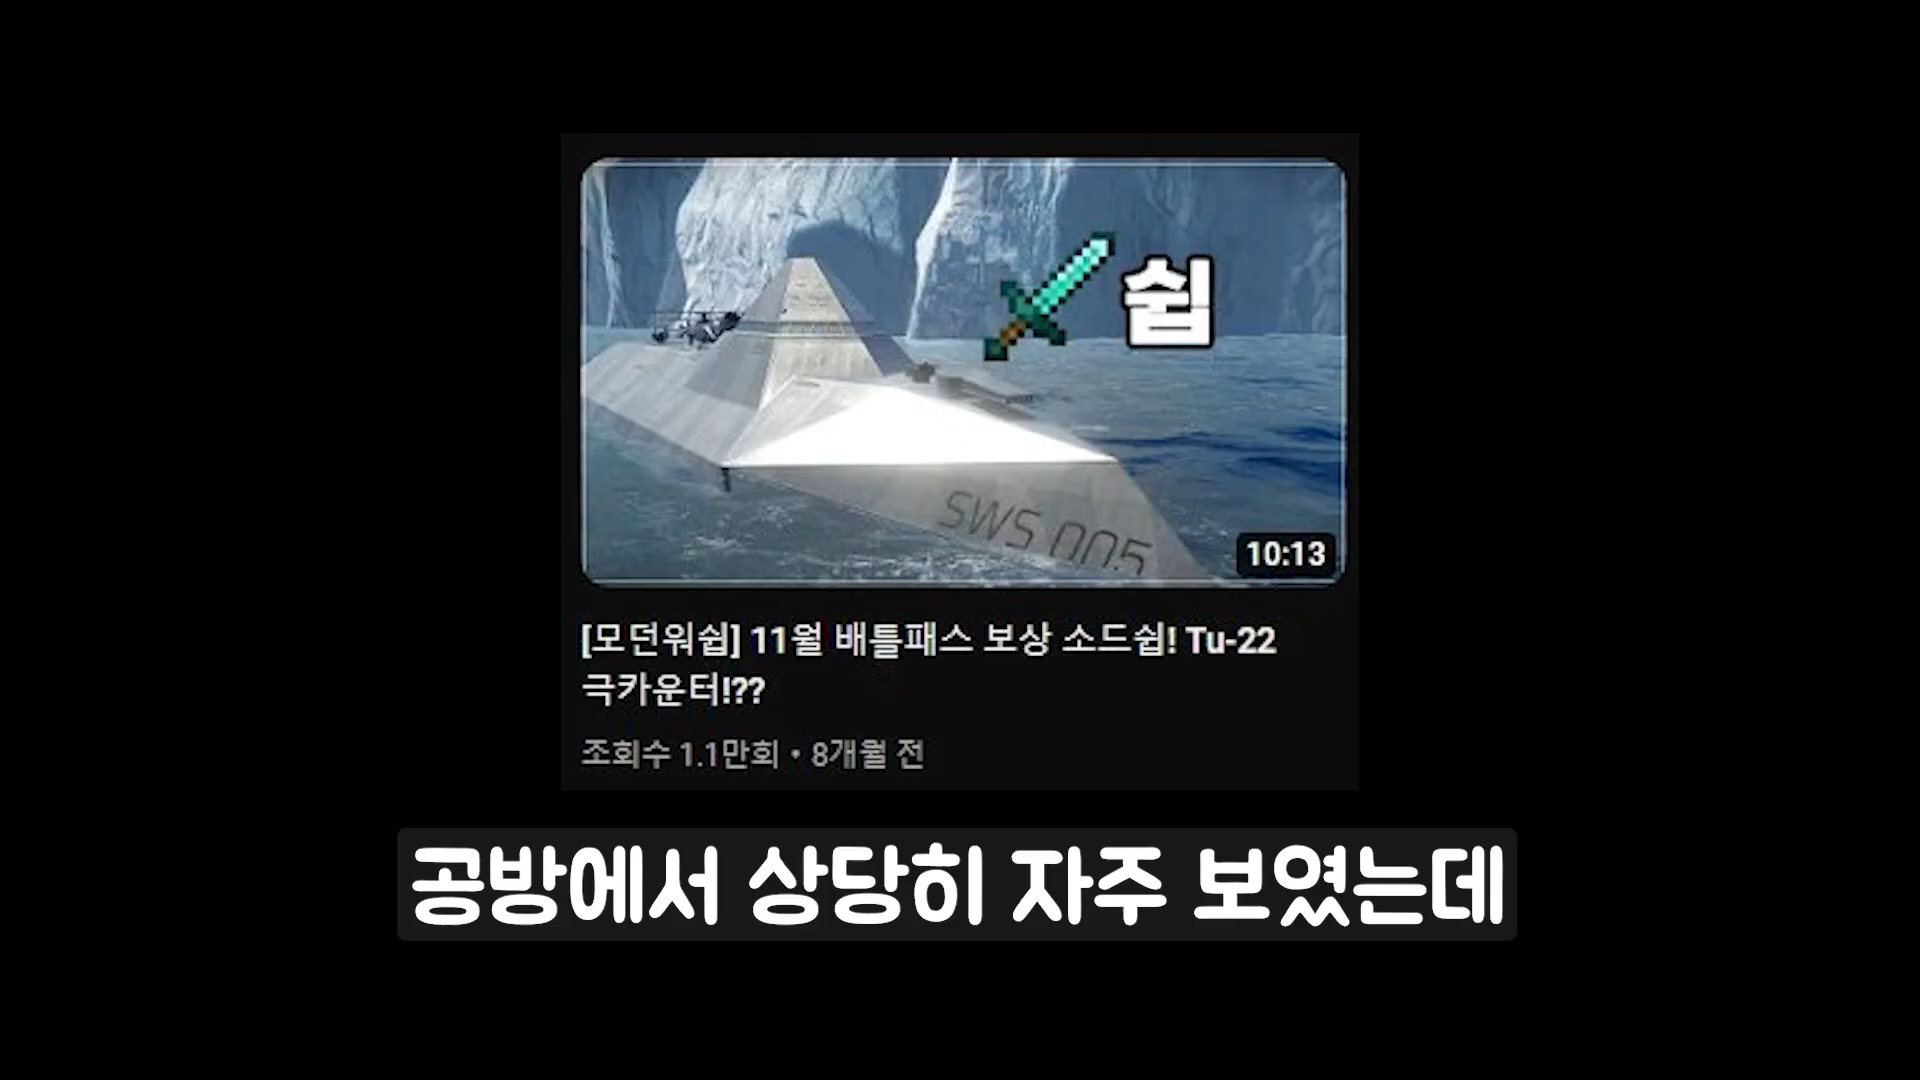 쉽
SWS 005
10:13
[모던워쉽] 11월 배틀패스 보상 소드쉽! Tu-22
극카운터!??
조회수 1.1만회 • 8개월 전
공방에서 상당히 자주 보였는데